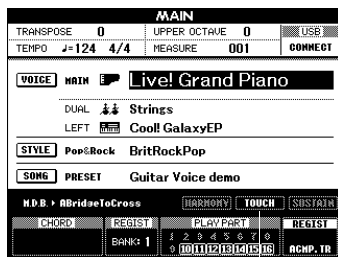 MAIN
TRANSPOSE 0 UPPER OCTAVE 0 USB
TEMPO ♩=124 4/4 MEASURE 001 CONNECT
VOICE MAIN Live! Grand Piano
DUAL Strings
LEFT Cool! GalaxyEP
STYLE Pop&Rock BritRockPop
SONG PRESET Guitar Voice demo
M.D.B. ▸ ABridgeToCross HARMONY TOUCH SUSTAIN
CHORD REGIST PLAY PART REGIST
BANK: 1 1 2 3 4 5 6 7 8
9 10 11 12 13 14 15 16 ACMP.TR